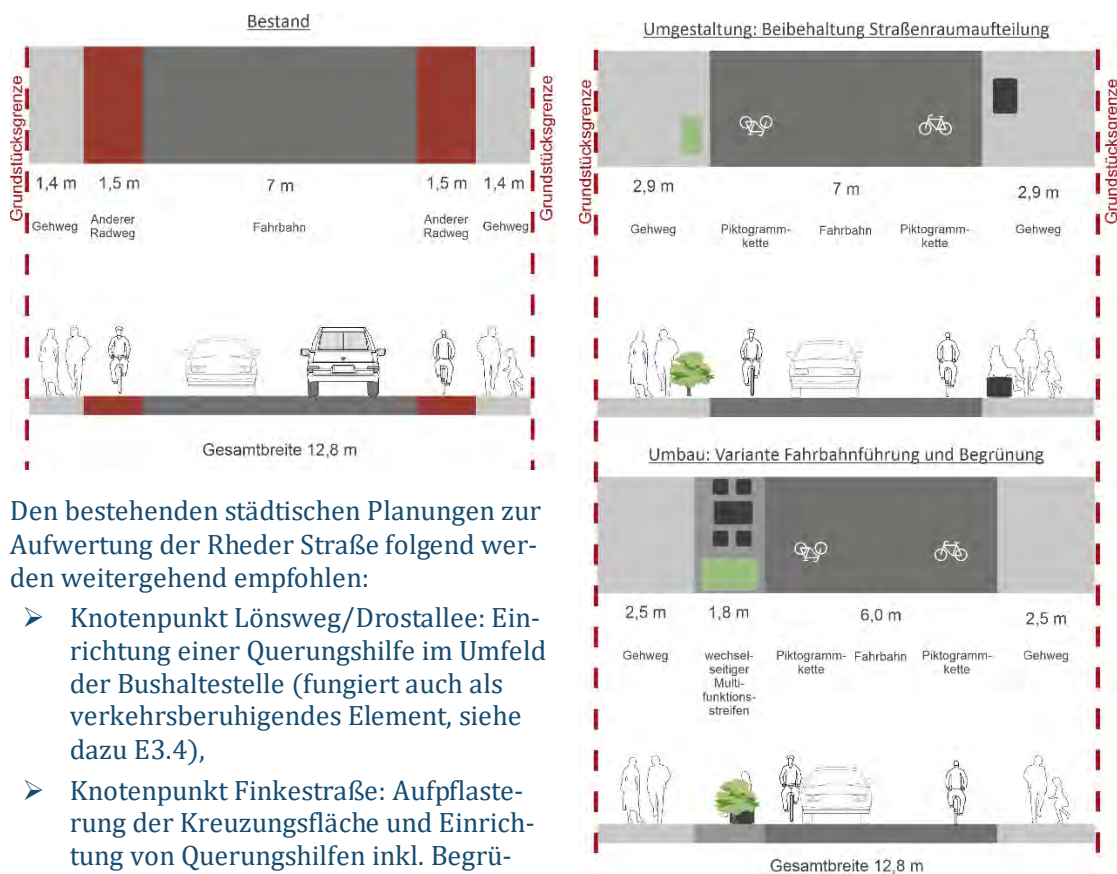 Bestand
Grundstücksgrenze
Grundstücksgrenze
1,4 m 1,5 m 7 m 1,5 m 1,4 m
Gehweg Anderer Radweg Fahrbahn Anderer Radweg Gehweg
Gesamtbreite 12,8 m
Den bestehenden städtischen Planungen zur
Aufwertung der Rheder Straße folgend wer-
den weitergehend empfohlen:
➢ Knotenpunkt Lönsweg/Drostallee: Ein-
richtung einer Querungshilfe im Umfeld
der Bushaltestelle (fungiert auch als
verkehrsberuhigendes Element, siehe
dazu E3.4),
➢ Knotenpunkt Finkestraße: Aufpflaste-
rung der Kreuzungsfläche und Einrich-
tung von Querungshilfen inkl. Begrü-
Umgestaltung: Beibehaltung Straßenraumaufteilung
Grundstücksgrenze
Grundstücksgrenze
2,9 m 7 m 2,9 m
Gehweg Piktogramm-
kette Fahrbahn Piktogramm-
kette Gehweg
Umbau: Variante Fahrbahnführung und Begrünung
2,5 m 1,8 m 6,0 m 2,5 m
Gehweg wechsel-
seitiger
Multi-
funktions-
streifen Piktogramm-
kette Fahrbahn Piktogramm-
kette Gehweg
Gesamtbreite 12,8 m